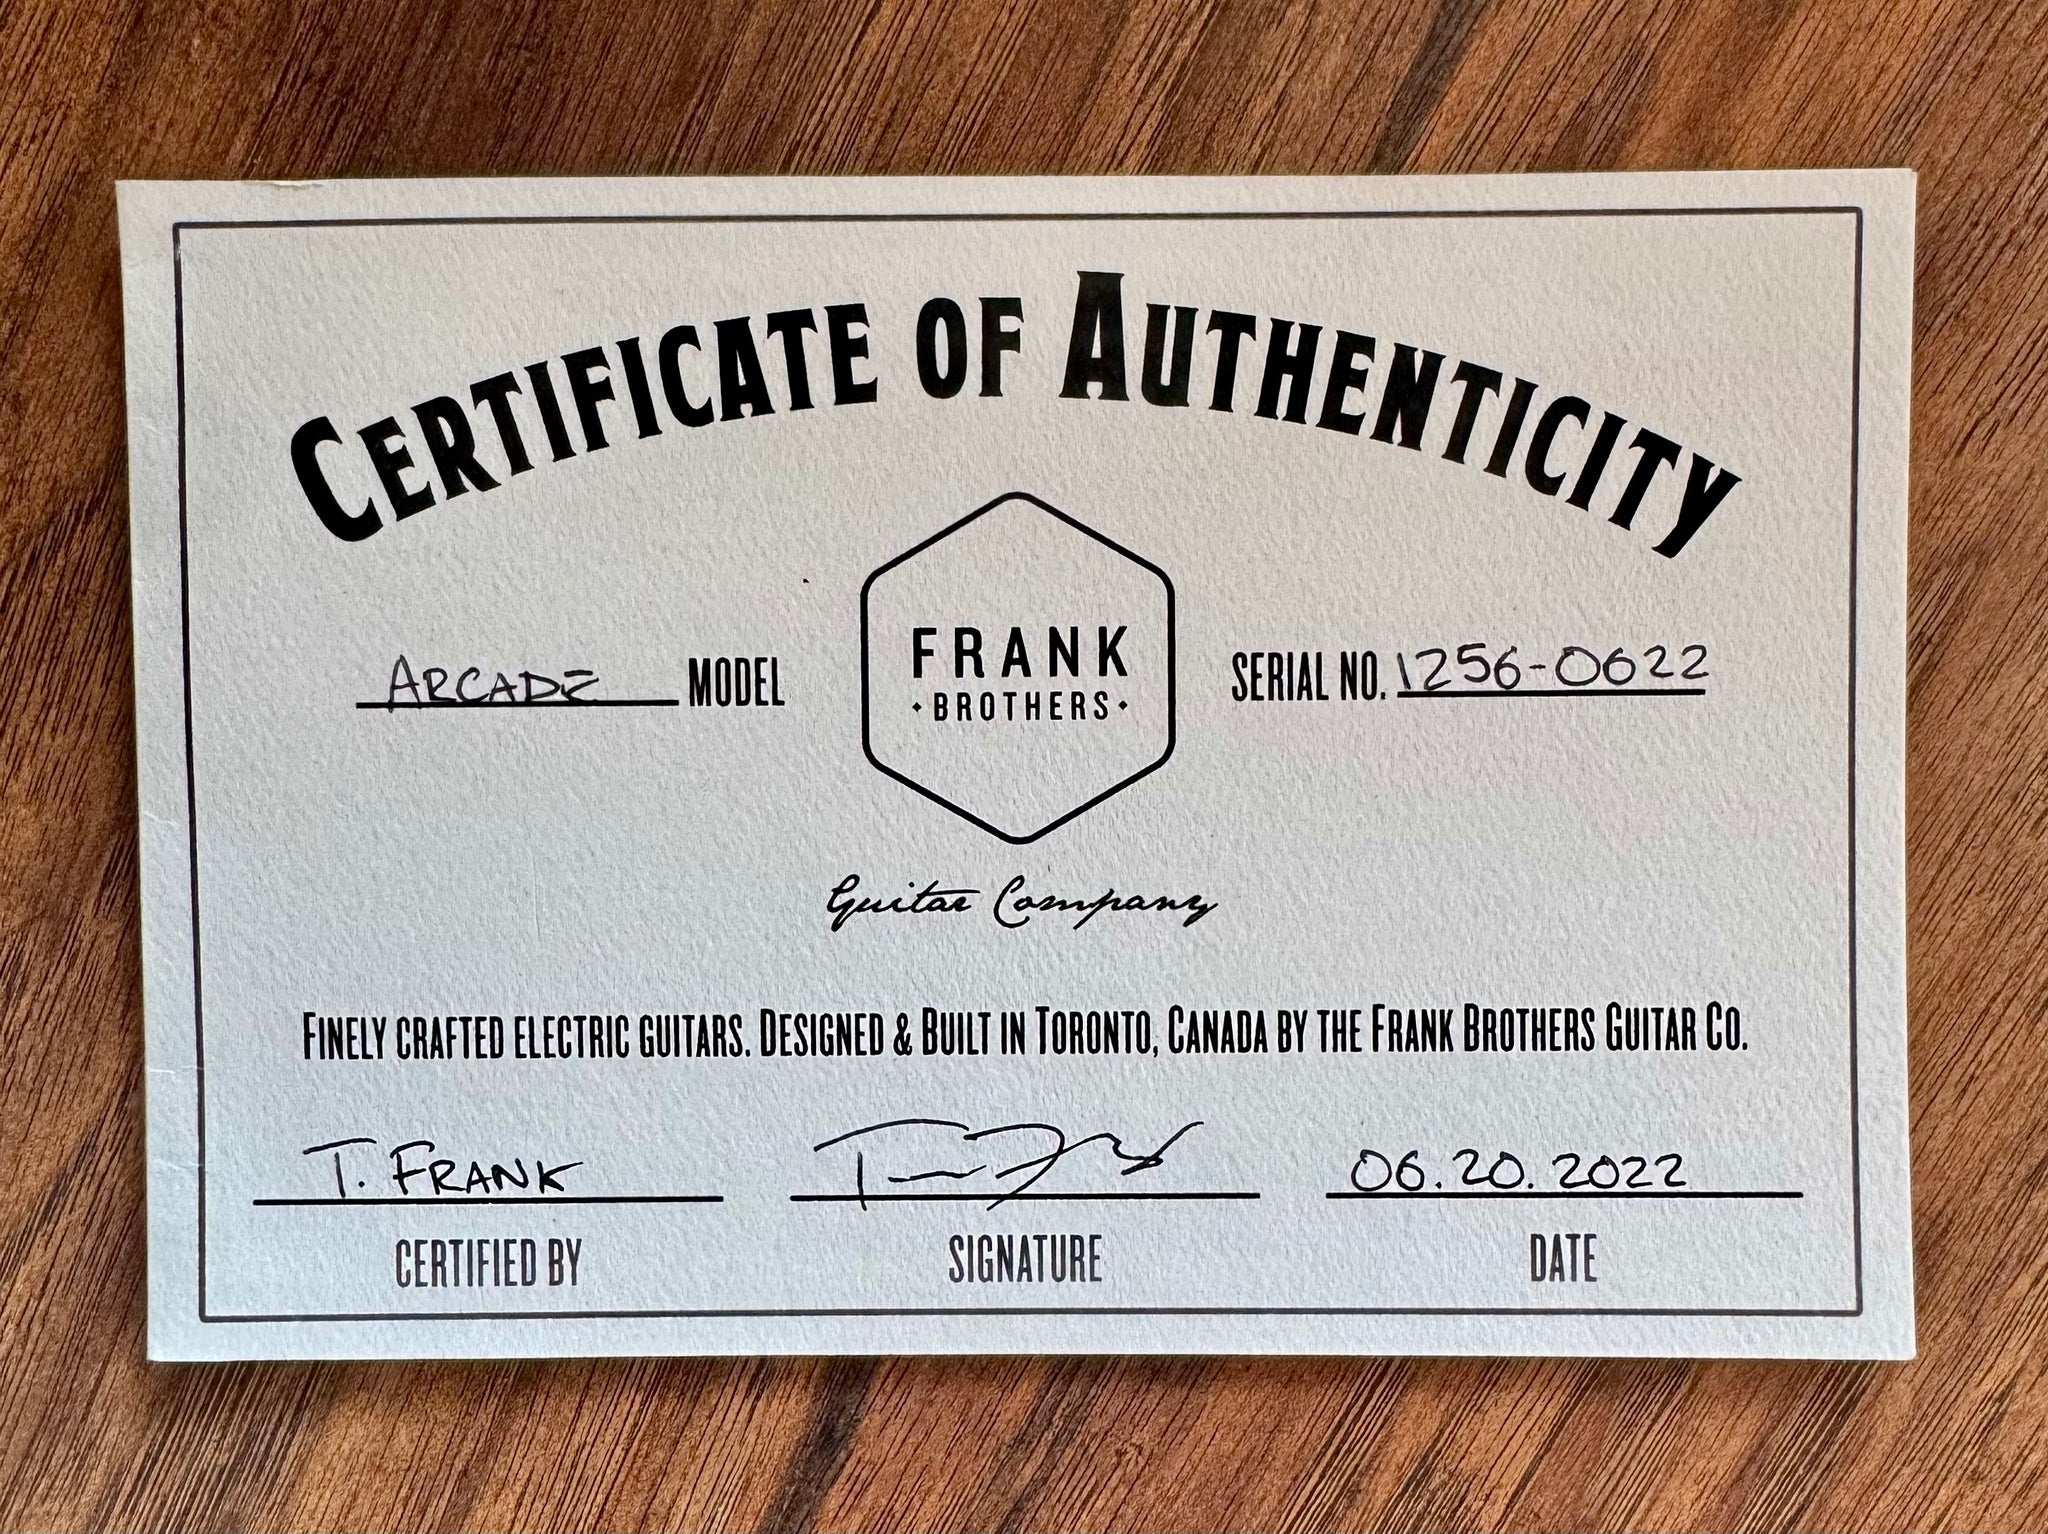 CERTIFICATE OF AUTHENTICITY
ARCADE MODEL
FRANK
• BROTHERS •
SERIAL NO. 1256-0622
Guitar Company
FINELY CRAFTED ELECTRIC GUITARS. DESIGNED & BUILT IN TORONTO, CANADA BY THE FRANK BROTHERS GUITAR CO.
T. FRANK
06.20.2022
CERTIFIED BY
SIGNATURE
DATE